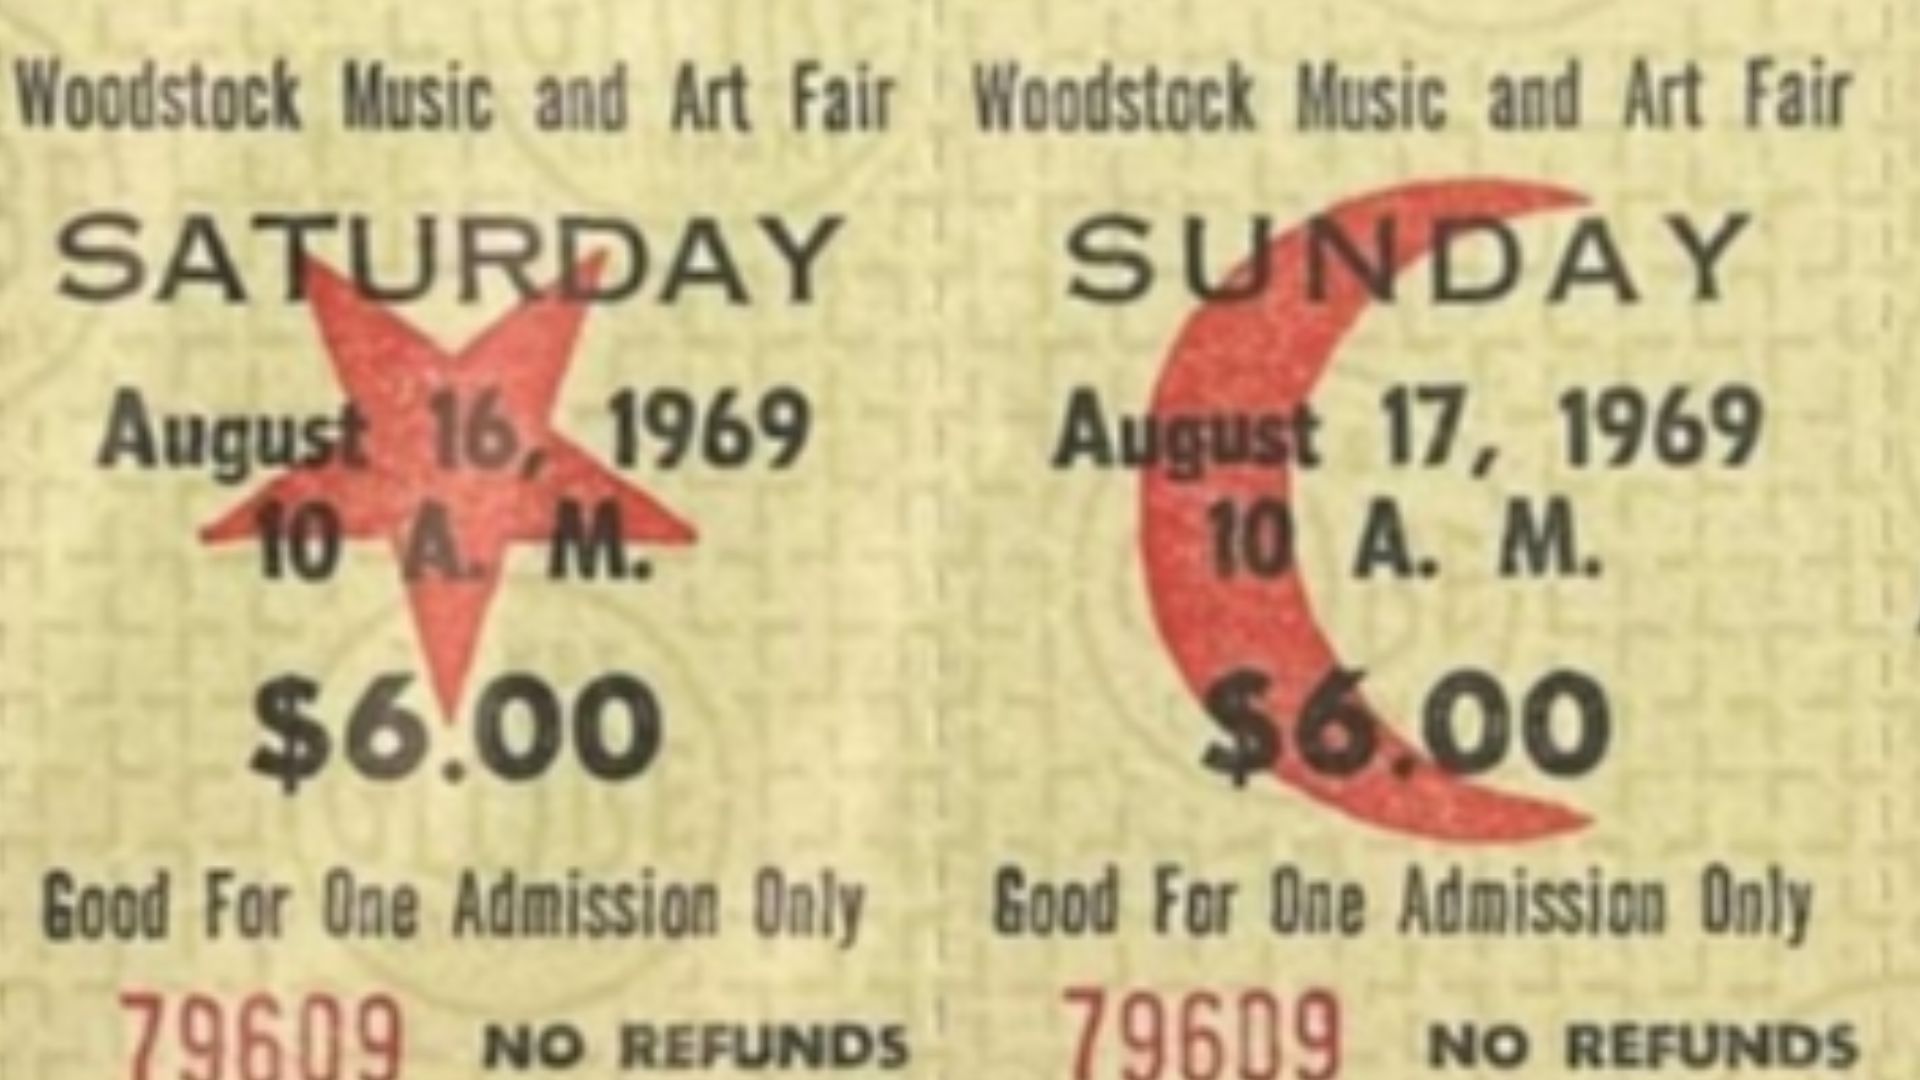 Woodstock Music and Art Fair
SATURDAY
August 16, 1969
10 A. M.
$6.00
Good For One Admission Only
79609 NO REFUNDS
Woodstock Music and Art Fair
SUNDAY
August 17, 1969
10 A. M.
$6.00
Good For One Admission Only
79609 NO REFUNDS